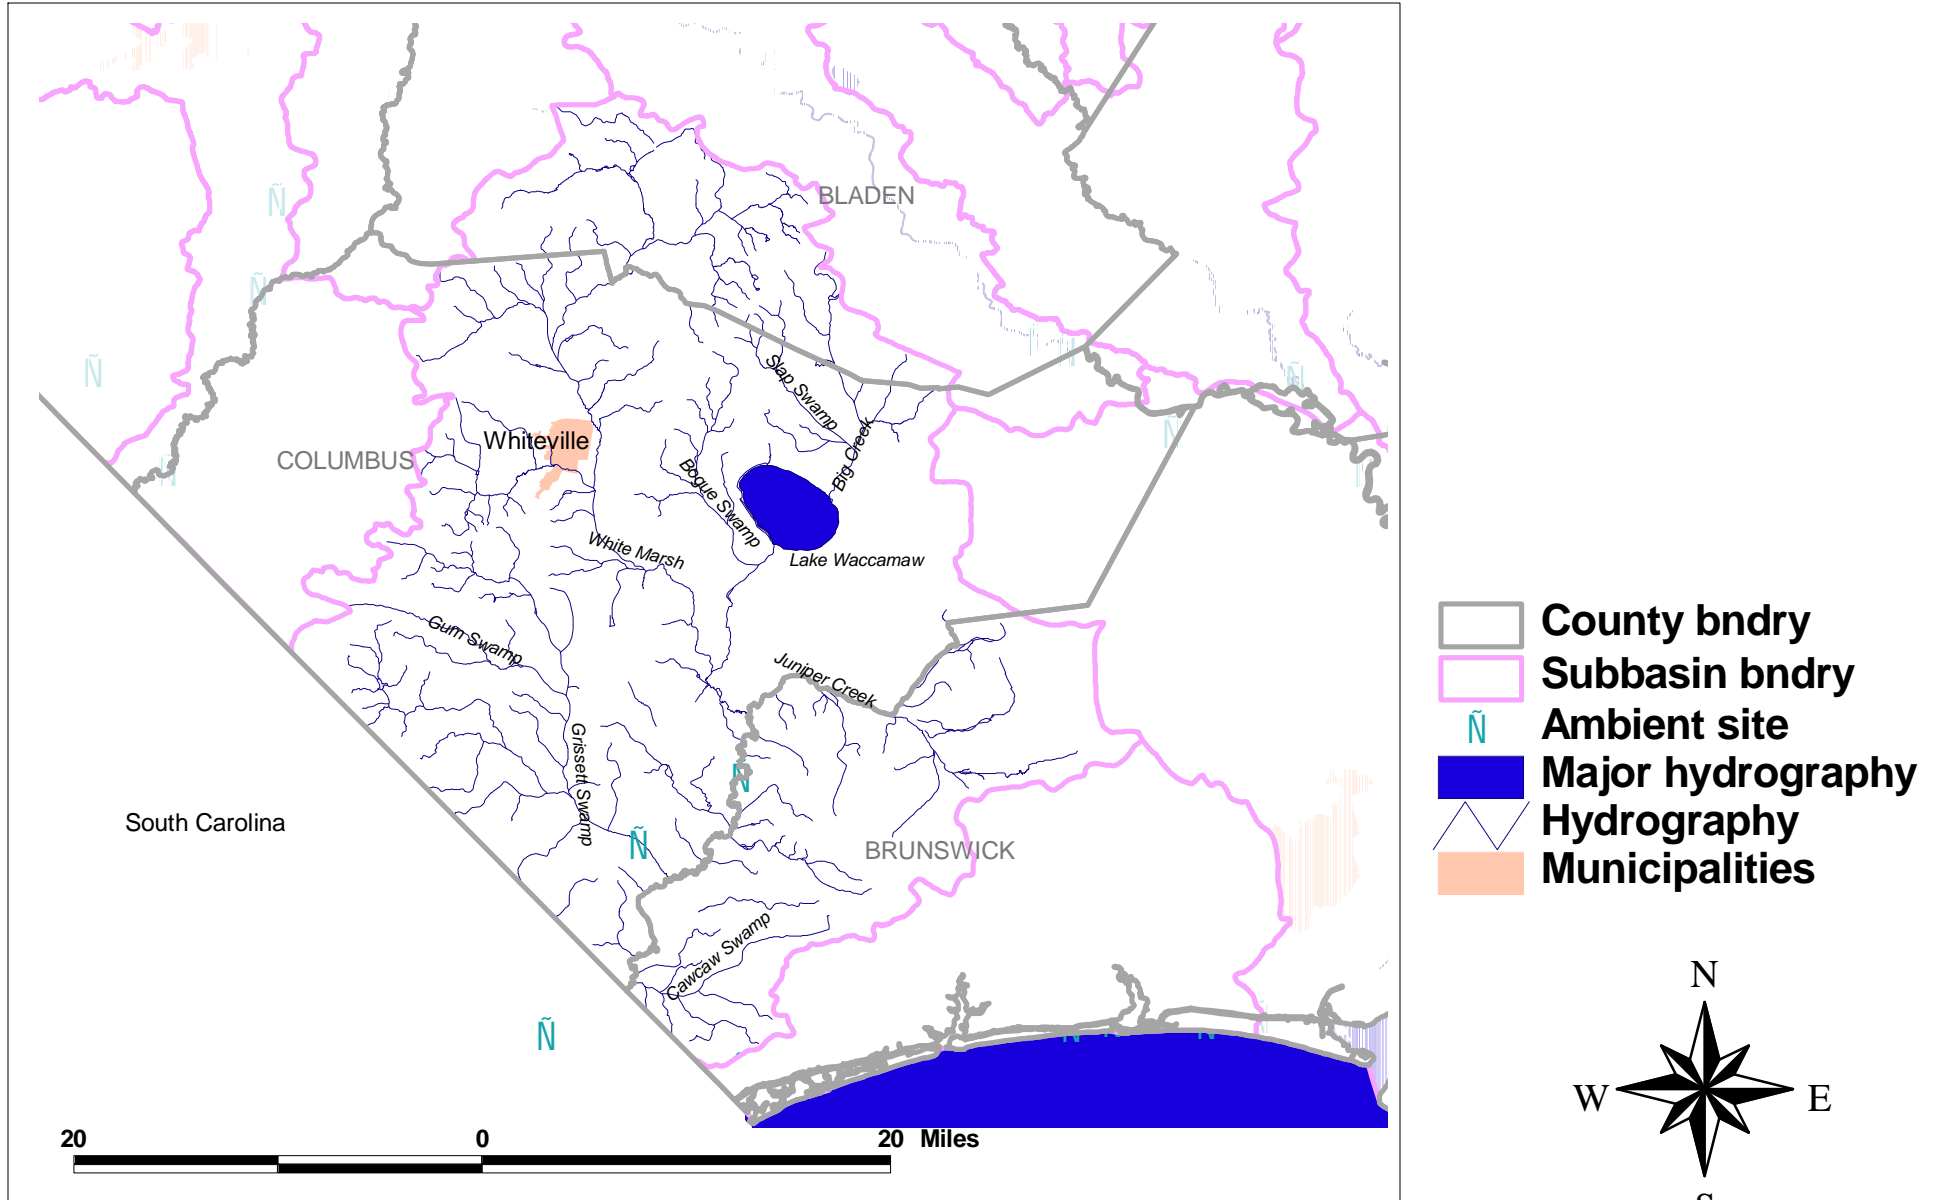 BLADEN
Slap Swamp
Big Creek
Whiteville
COLUMBUS
Bogue Swamp
White Marsh
Lake Waccamaw
Gum Swamp
Juniper Creek
Grissett Swamp
South Carolina
BRUNSWICK
Cawcaw Swamp
20 0 20 Miles
County bndry
Subbasin bndry
Ñ Ambient site
Major hydrography
Hydrography
Municipalities
N
W E
S